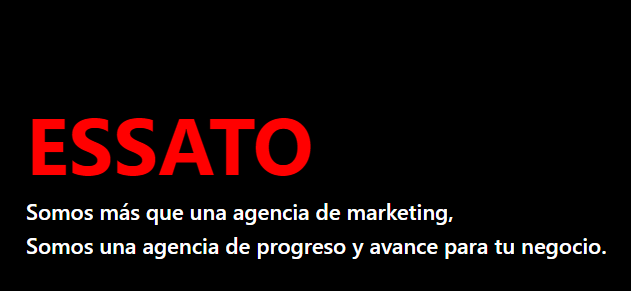 ESSATO
Somos más que una agencia de marketing,
Somos una agencia de progreso y avance para tu negocio.